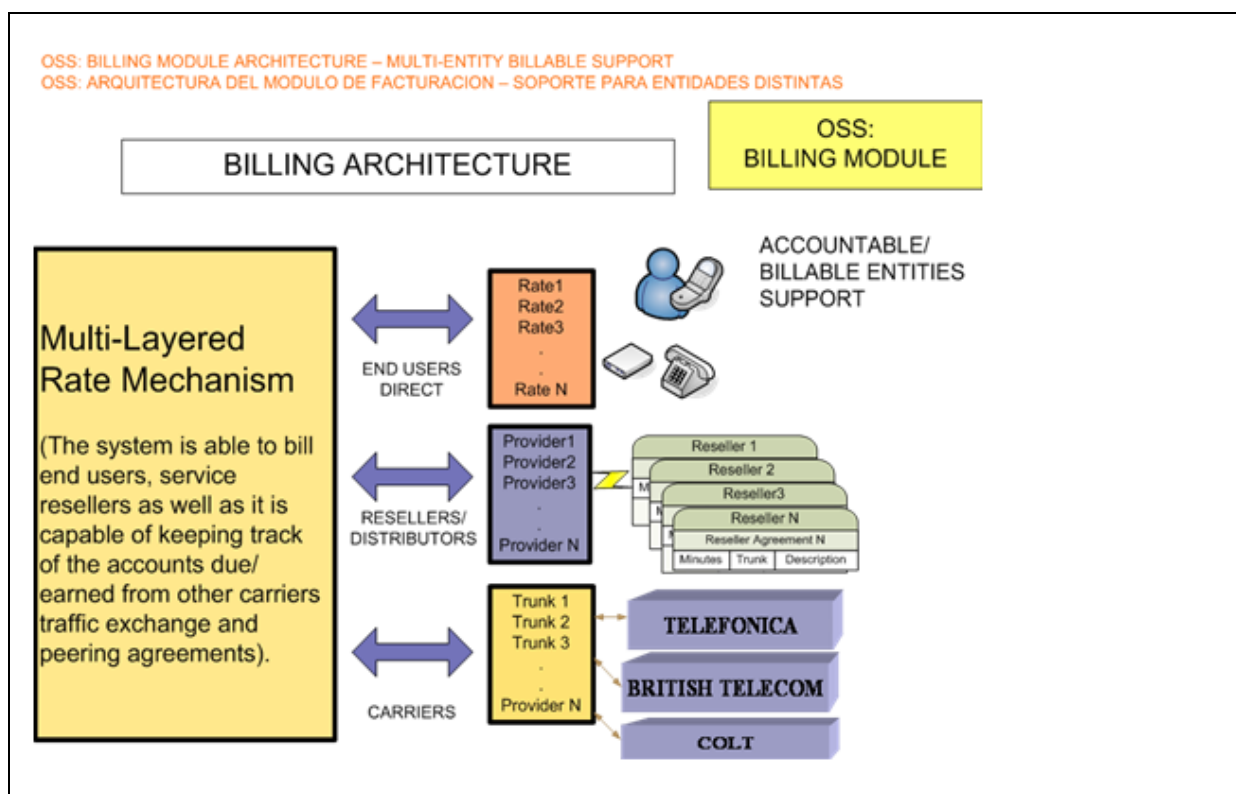 OSS: BILLING MODULE ARCHITECTURE – MULTI-ENTITY BILLABLE SUPPORT
OSS: ARQUITECTURA DEL MODULO DE FACTURACION – SOPORTE PARA ENTIDADES DISTINTAS
BILLING ARCHITECTURE
OSS:
BILLING MODULE
Multi-Layered
Rate Mechanism
(The system is able to bill
end users, service
resellers as well as it is
capable of keeping track
of the accounts due/
earned from other carriers
traffic exchange and
peering agreements).
END USERS
DIRECT
Rate1
Rate2
Rate3
.
.
Rate N
ACCOUNTABLE/
BILLABLE ENTITIES
SUPPORT
RESELLERS/
DISTRIBUTORS
Provider1
Provider2
Provider3
.
.
Provider N
Reseller 1
Reseller 2
Reseller3
Reseller N
Reseller Agreement N
Minutes Trunk Description
CARRIERS
Trunk 1
Trunk 2
Trunk 3
.
.
Provider N
TELEFONICA
BRITISH TELECOM
COLT